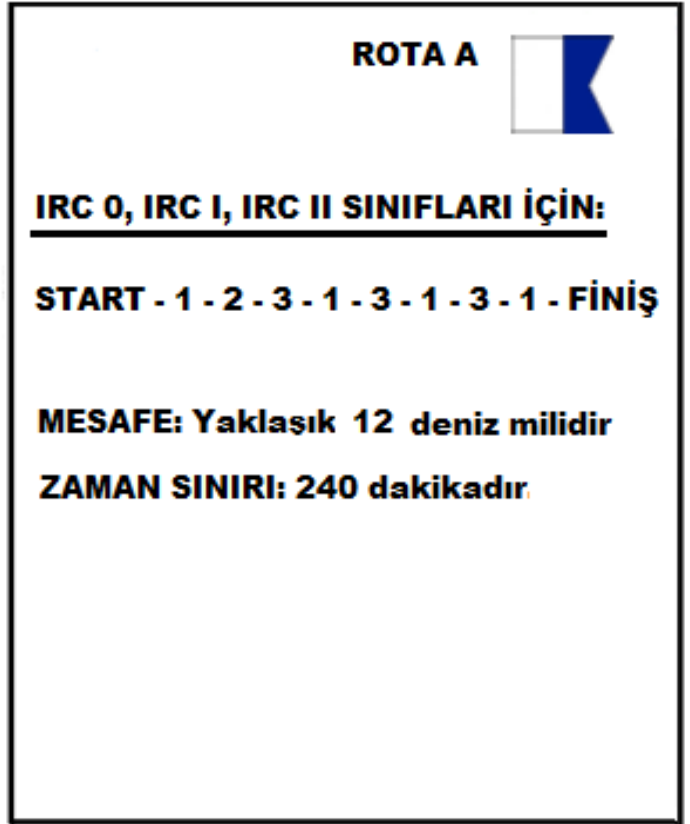 ROTA A
IRC 0, IRC I, IRC II SINIFLARI İÇİN:
START - 1 - 2 - 3 - 1 - 3 - 1 - 3 - 1 - FİNİŞ
MESAFE: Yaklaşık 12 deniz milidir
ZAMAN SINIRI: 240 dakikadır.